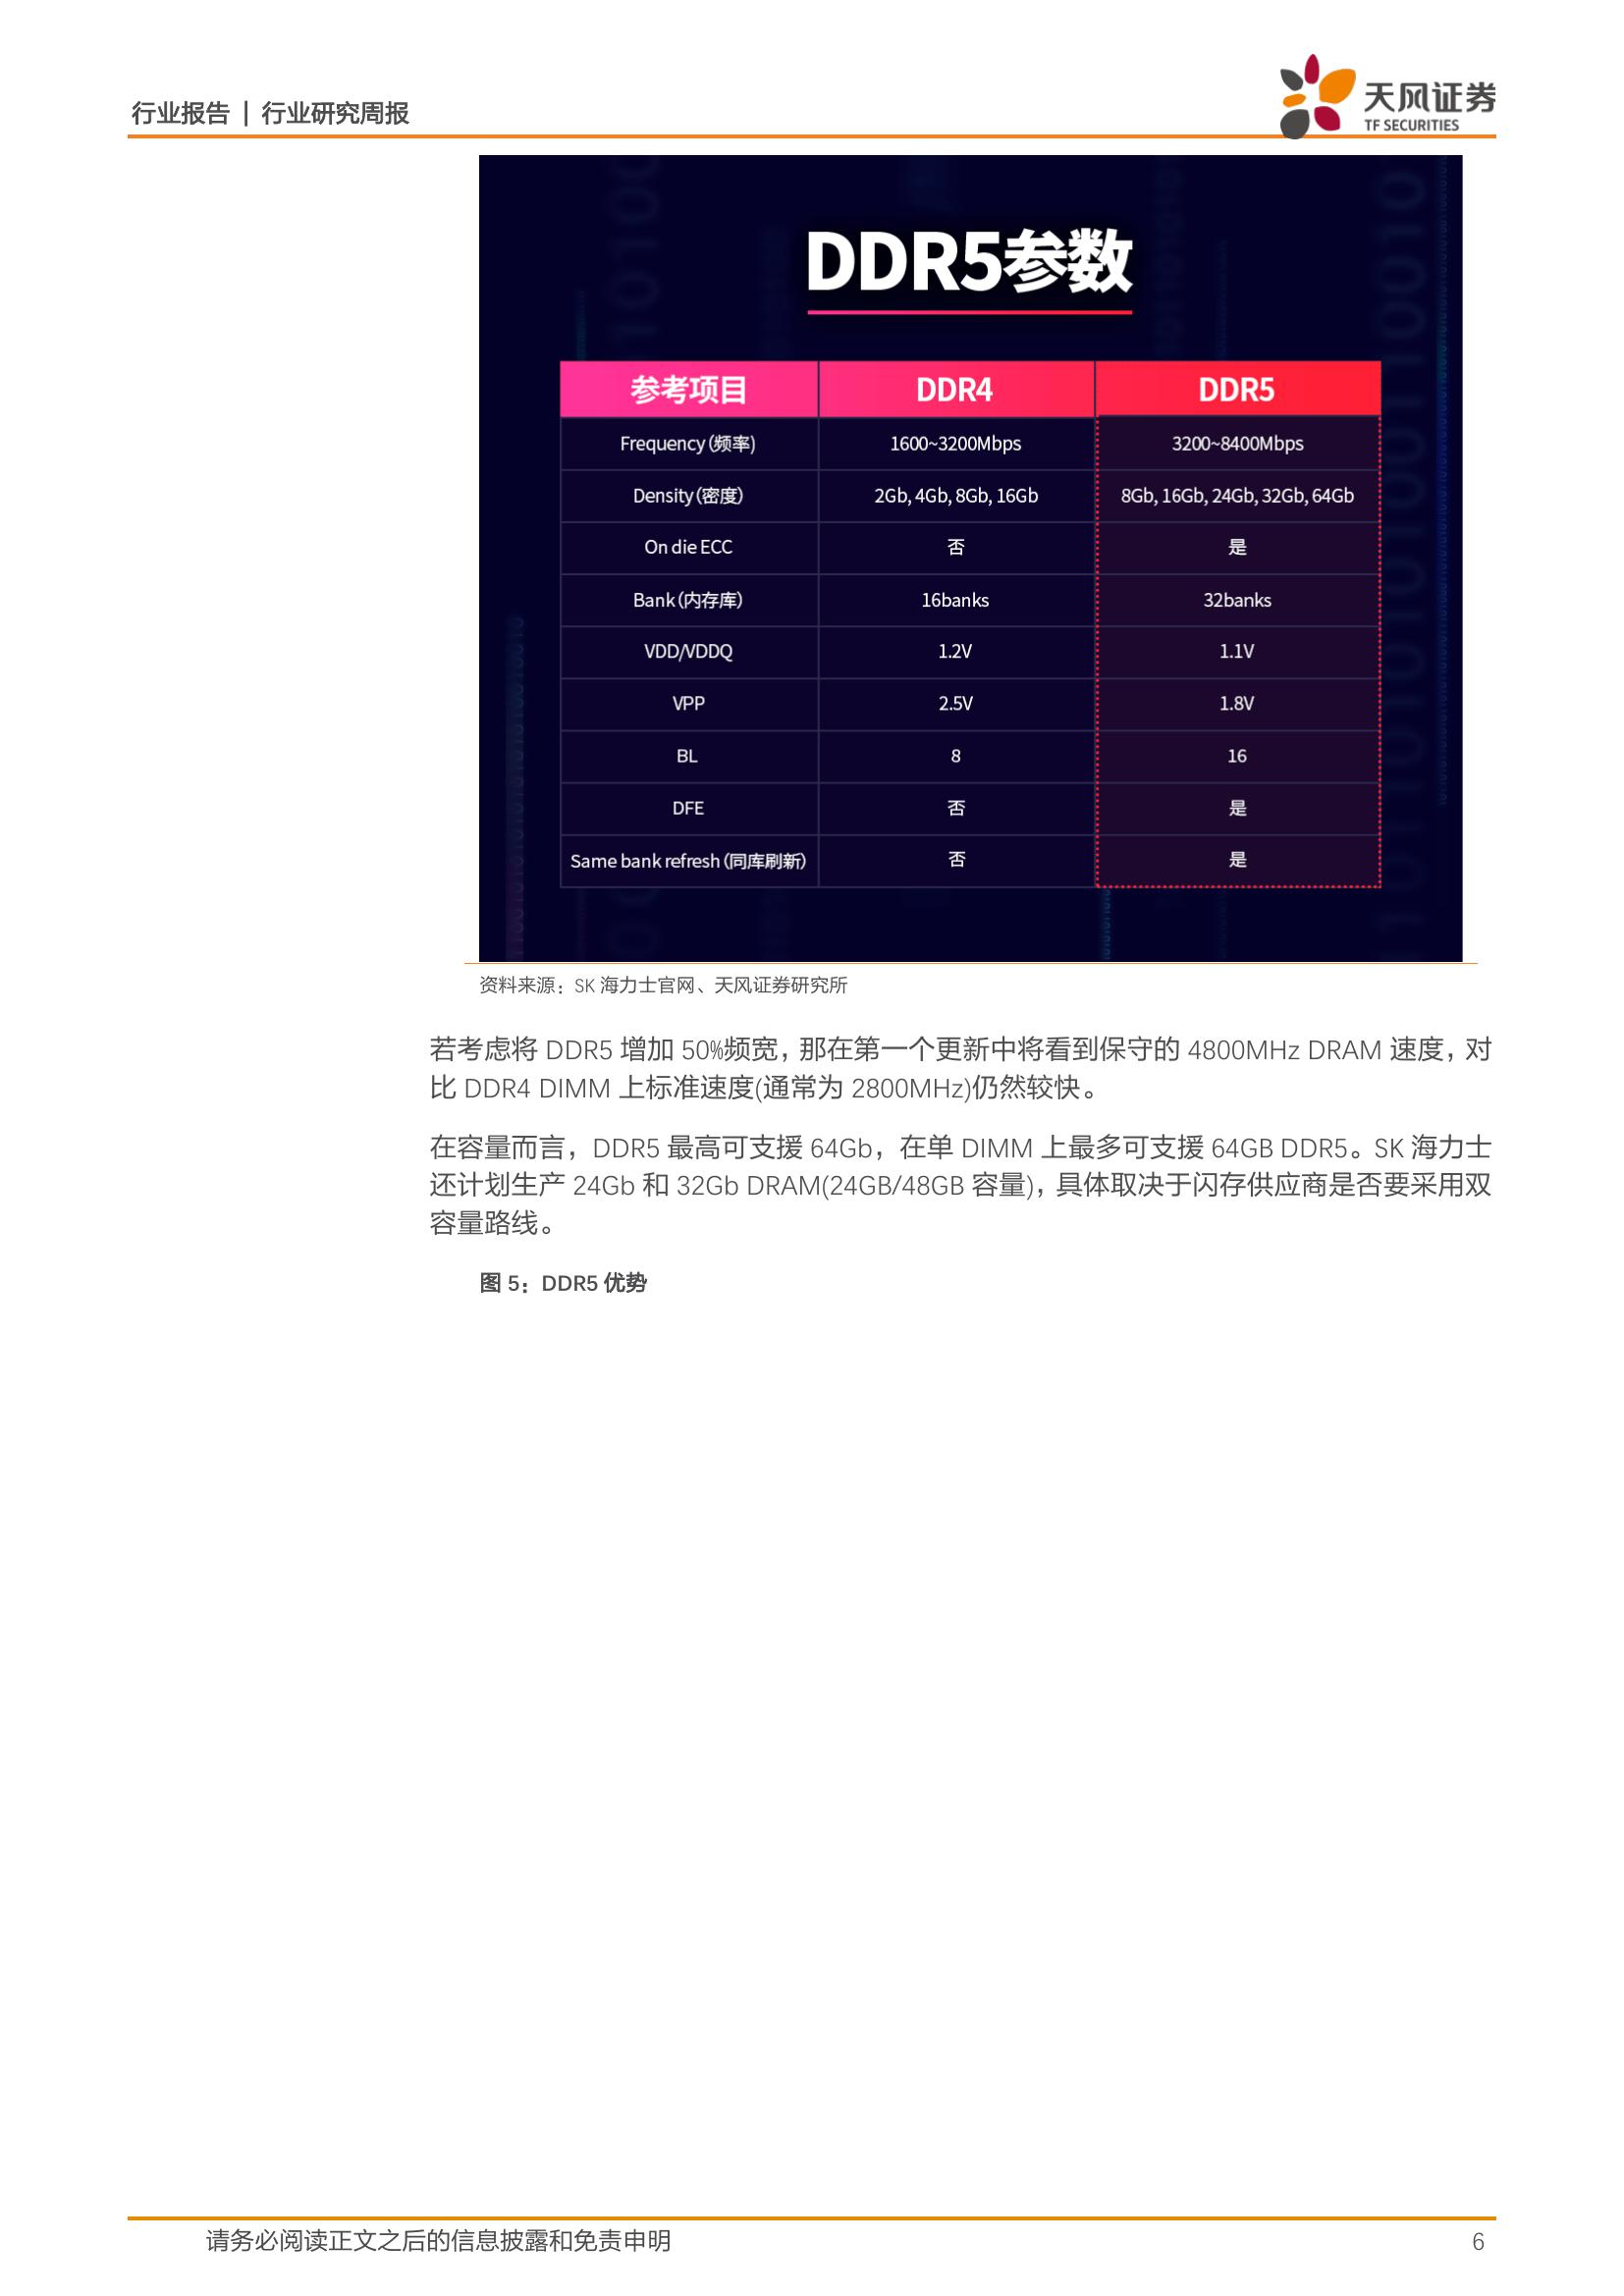 行业报告 | 行业研究周报
天风证券
TF SECURITIES
DDR5参数
参考项目 DDR4 DDR5
Frequency(频率) 1600~3200Mbps 3200~8400Mbps
Density(密度) 2Gb, 4Gb, 8Gb, 16Gb 8Gb, 16Gb, 24Gb, 32Gb, 64Gb
On die ECC 否 是
Bank(内存库) 16banks 32banks
VDD/VDDQ 1.2V 1.1V
VPP 2.5V 1.8V
BL 8 16
DFE 否 是
Same bank refresh(同库刷新) 否 是
资料来源：SK 海力士官网、天风证券研究所
若考虑将 DDR5 增加 50%频宽，那在第一个更新中将看到保守的 4800MHz DRAM 速度，对
比 DDR4 DIMM 上标准速度(通常为 2800MHz)仍然较快。
在容量而言，DDR5 最高可支援 64Gb，在单 DIMM 上最多可支援 64GB DDR5。SK 海力士
还计划生产 24Gb 和 32Gb DRAM(24GB/48GB 容量)，具体取决于闪存供应商是否要采用双
容量路线。
图 5：DDR5 优势
请务必阅读正文之后的信息披露和免责申明 6